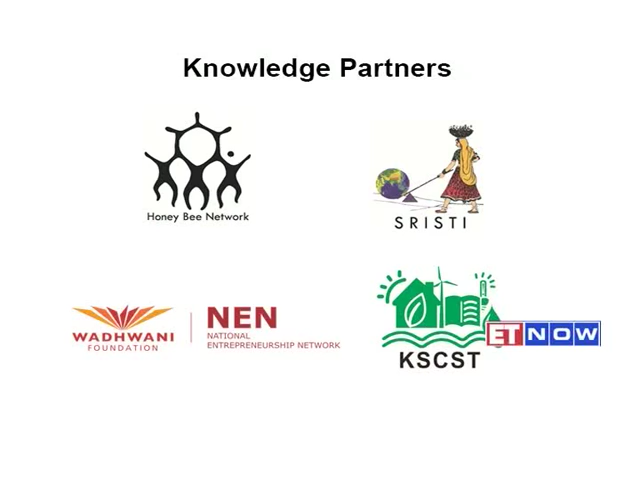 Knowledge Partners
Honey Bee Network
SRISTI
WADHWANI
FOUNDATION
NEN
NATIONAL
ENTREPRENEURSHIP NETWORK
KSCST
ET NOW